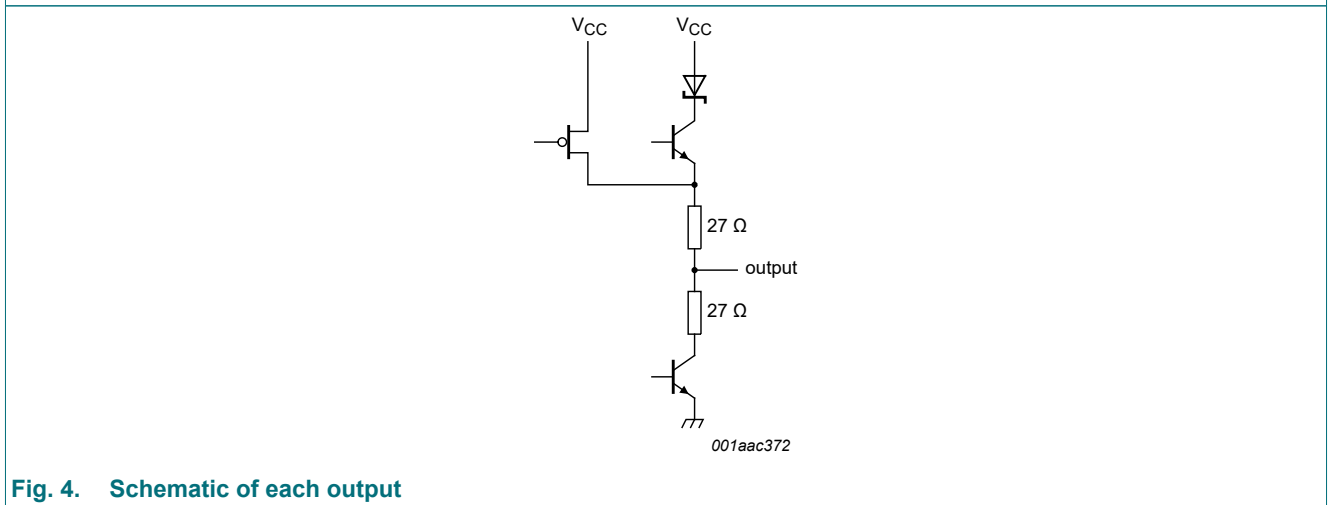 VCC VCC
27 Ω
output
27 Ω
001aac372
Fig. 4. Schematic of each output